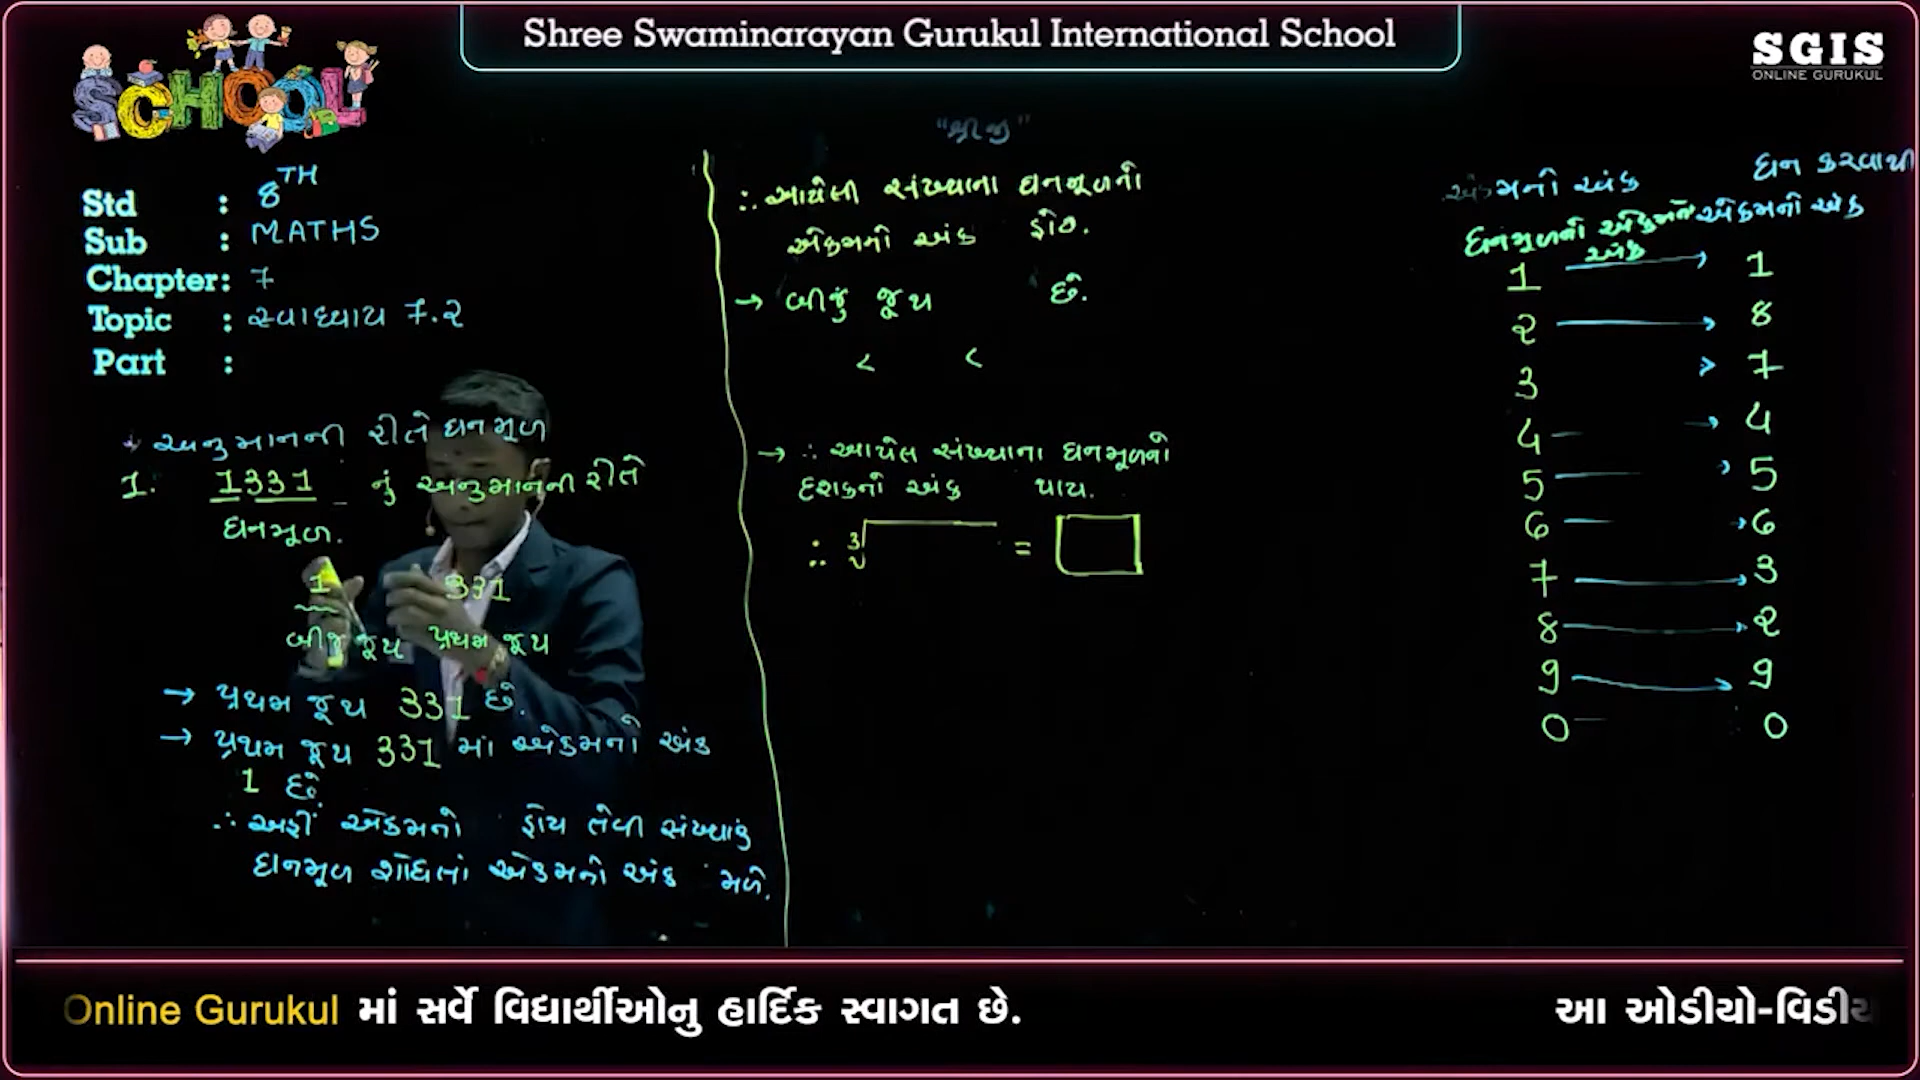 Shree Swaminarayan Gurukul International School
SGIS
ONLINE GURUKUL
SCHOOL
Std : 8TH
Sub : MATHS
Chapter: 7
Topic : સ્વાધ્યાય 7.2
Part :
અનુમાનની રીતે ઘનમૂળ
1. 1331 નું અનુમાનની રીતે
ઘનમૂળ.
1 331
બીજુ જૂથ પ્રથમ જૂથ
→ પ્રથમ જૂથ 331 છે.
→ પ્રથમ જૂથ 331 માં એકમનો અંક
1 છે
∴ અહીં એકમનો હોય તેવી સંખ્યાનું
ઘનમૂળ શોધતાં એકમનો અંક મળે.
"શ્રીજી"
∴ આપેલી સંખ્યાના ઘનમૂળનો
એકમનો અંક હોઠ.
→ બીજું જૂથ છે.
< <
→ ∴ આપેલ સંખ્યાના ઘનમૂળનો
દશકનો અંક થાય.
∴ ∛ = □
એકમનો અંક ઘન કરવાથી
ઘનમૂળનો એકમનો અંક એકમનો અંક
1 → 1
2 → 8
3 > 7
4 → 4
5 → 5
6 → 6
7 → 3
8 → 2
9 → 9
0 0
Online Gurukul માં સર્વે વિદ્યાર્થીઓનુ હાર્દિક સ્વાગત છે. આ ઓડીયો-વિડીય